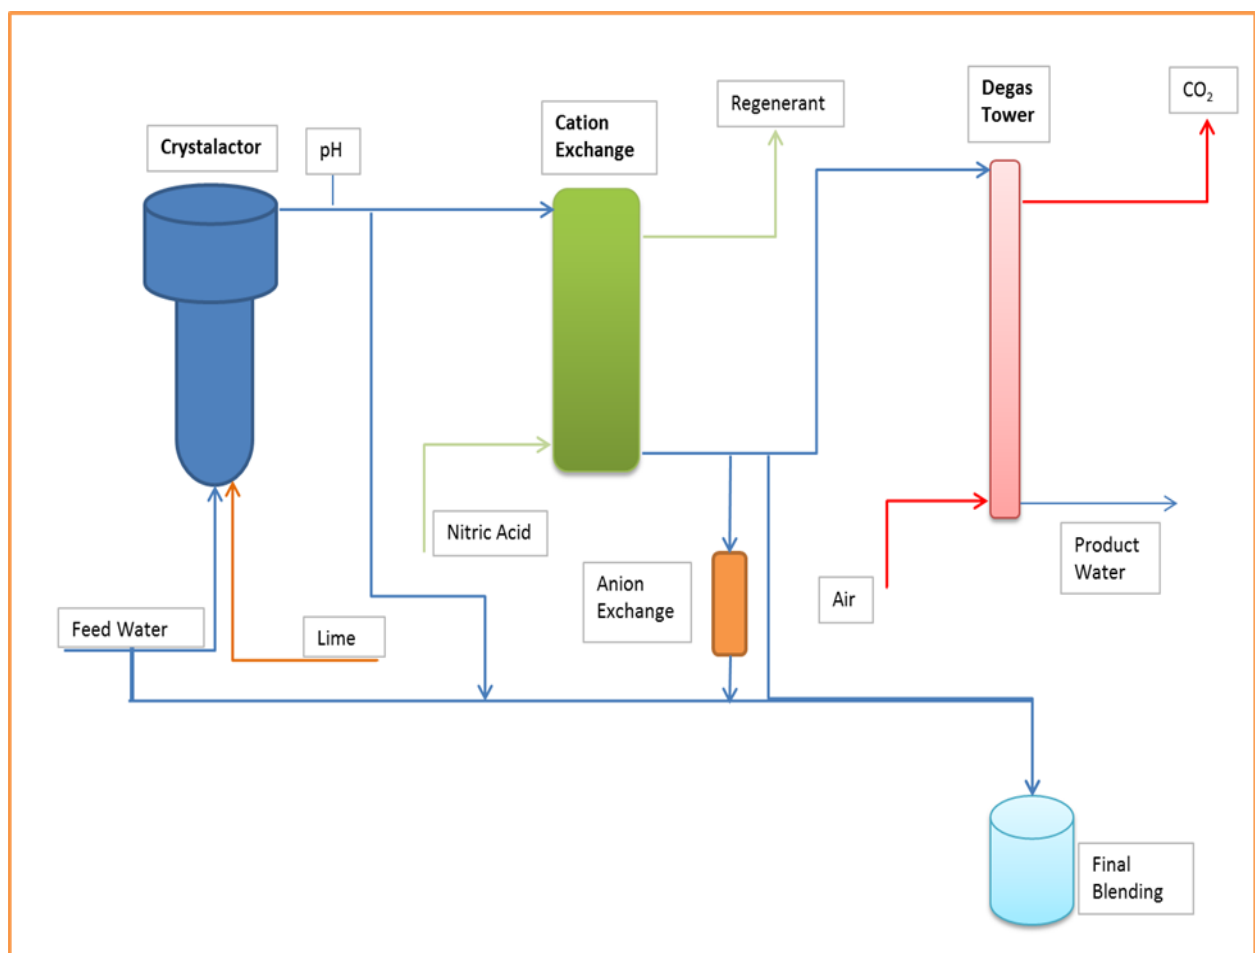 Crystalactor
pH
Cation
Exchange
Regenerant
Degas
Tower
CO₂
Nitric Acid
Anion
Exchange
Air
Product
Water
Feed Water
Lime
Final
Blending